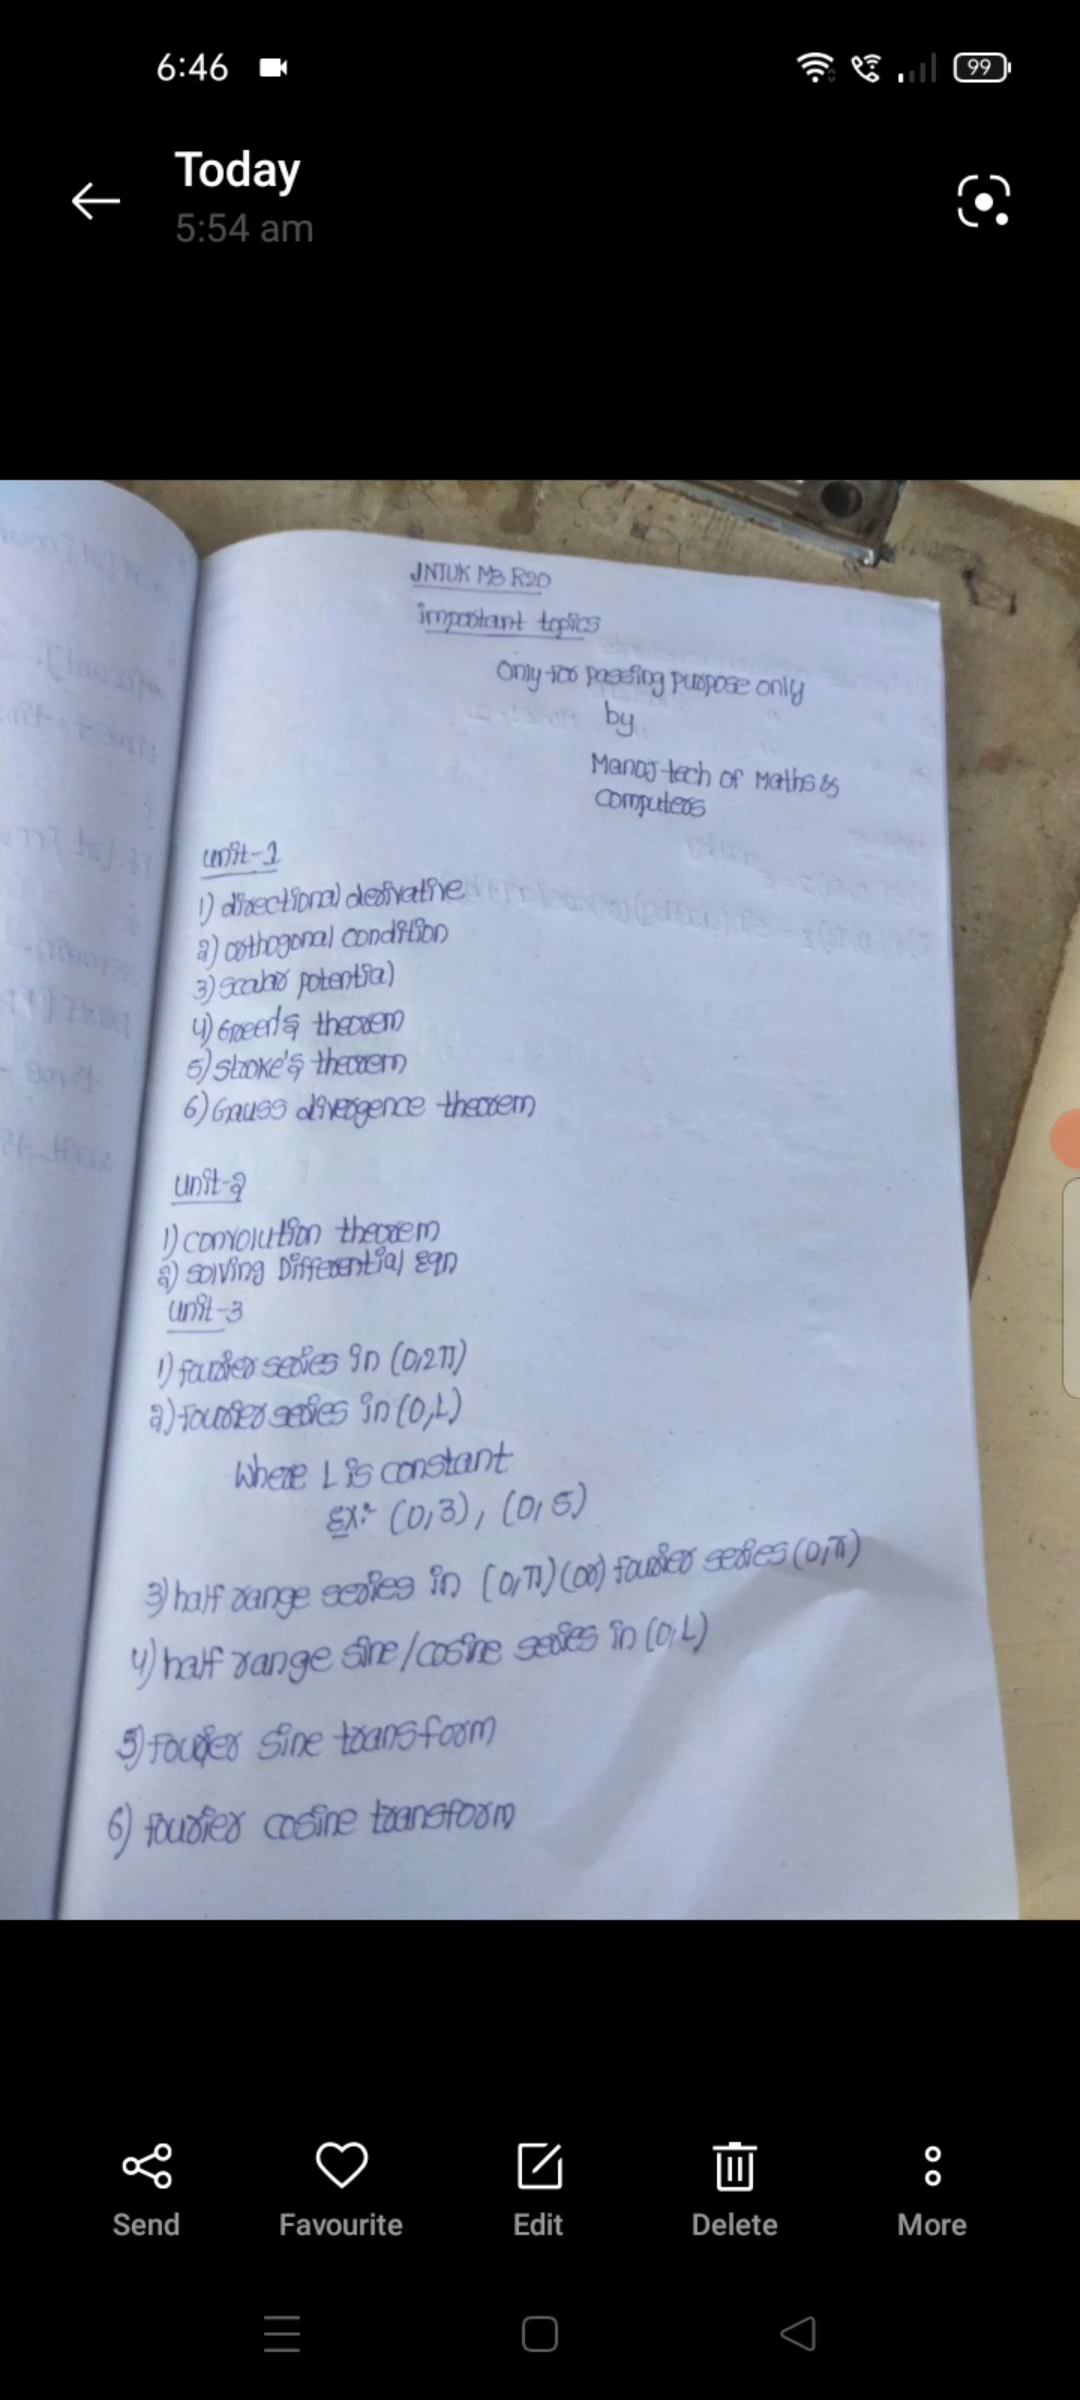 6:46
99
Today
5:54 am
JNTUK M3 R20
important topics
only for passing purpose only
by
Manoj tech of Maths &
computers
unit-1
1) directional derivative
2) orthogonal condition
3) scalar potential
4) Green's theorem
5) Stroke's theorem
6) Gauss divergence theorem
unit-2
1) convolution theorem
2) solving Differential Eqn
unit-3
1) fourier series in (0,2π)
2) fourier series in (0,L)
Where L is constant
Ex:- (0,3), (0,5)
3) half range series in (0,π) (or) fourier series (0,π)
4) half range sine/cosine series in (0,L)
5) Fourier sine transform
6) fourier cosine transform
Send
Favourite
Edit
Delete
More